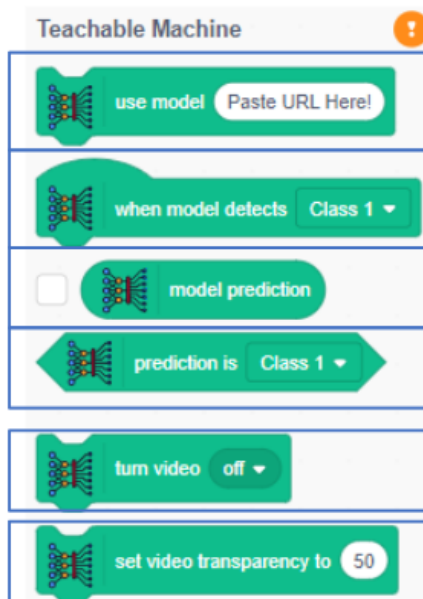 Teachable Machine
!
use model Paste URL Here!
when model detects Class 1
model prediction
prediction is Class 1
turn video off
set video transparency to 50